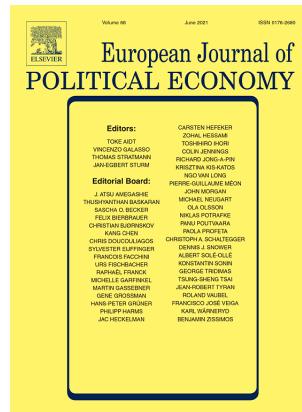 Volume 68
June 2021
ISSN 0176-2680
ELSEVIER
European Journal of
POLITICAL ECONOMY
Editors:
TOKE AIDT
VINCENZO GALASSO
THOMAS STRATMANN
JAN-EGBERT STURM
Editorial Board:
J. ATSU AMEGASHIE
THUSHYANTHAN BASKARAN
SASCHA O. BECKER
FELIX BIERBRAUER
CHRISTIAN BJØRNSKOV
KANG CHEN
CHRIS DOUCOULIAGOS
SYLVESTER EIJFFINGER
FRANCOIS FACCHINI
URS FISCHBACHER
RAPHAËL FRANCK
MICHELLE GARFINKEL
MARTIN GASSEBNER
GENE GROSSMAN
HANS-PETER GRÜNER
PHILIPP HARMS
JAC HECKELMAN
CARSTEN HEFEKER
ZOHAL HESSAMI
TOSHIHIRO IHORI
COLIN JENNINGS
RICHARD JONG-A-PIN
KRISZTINA KIS-KATOS
NGO VAN LONG
PIERRE-GUILLAUME MÉON
JOHN MORGAN
MICHAEL NEUGART
OLA OLSSON
NIKLAS POTRAFKE
PANU POUTVAARA
PAOLA PROFETA
CHRISTOPH A. SCHALTEGGER
DENNIS J. SNOWER
ALBERT SOLÉ-OLLÉ
KONSTANTIN SONIN
GEORGE TRIDIMAS
TSUNG-SHENG TSAI
JEAN-ROBERT TYRAN
ROLAND VAUBEL
FRANCISCO JOSÉ VEIGA
KARL WÄRNERYD
BENJAMIN ZISSIMOS